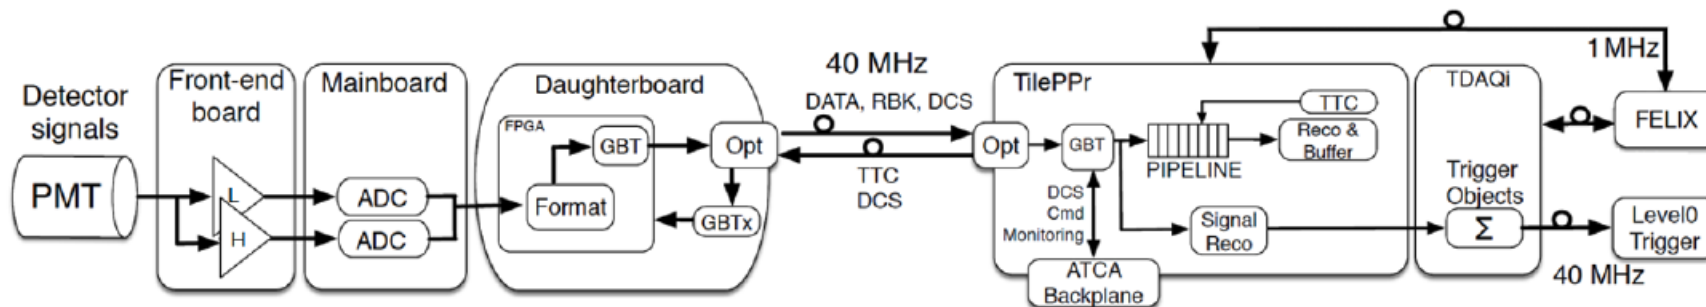 Detector
signals
PMT
Front-end
board
L
H
Mainboard
ADC
ADC
Daughterboard
FPGA
GBT
Format
Opt
GBTx
40 MHz
DATA, RBK, DCS
TTC
DCS
TilePPr
Opt
GBT
PIPELINE
TTC
Reco &
Buffer
DCS
Cmd
Monitoring
Signal
Reco
ATCA
Backplane
TDAQi
Trigger
Objects
Σ
1 MHz
FELIX
Level0
Trigger
40 MHz